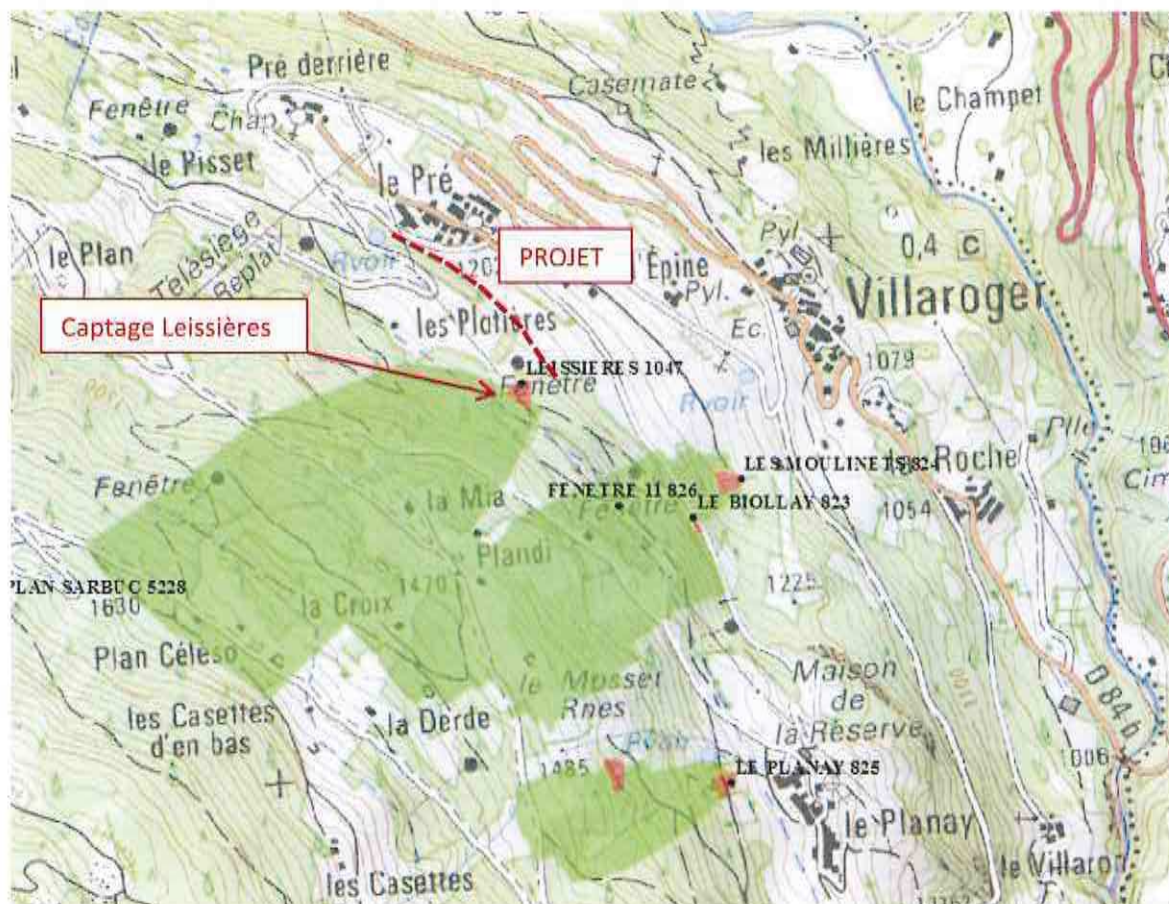 Pré derrière
Casemate
Fenêtre
Chap.
le Champet
le Pisset
les Millières
le Pré
Pyl.
0,4 C
le Plan
Télésiège
Replat
Rvoir
PROJET
l'Épine
Pyl.
Villaroger
Captage Leissières
les Plotières
Ec.
1079
LEISSIERES 1047
Fenêtre
Rvoir
LES MOULINETS 824
la Roche
Fenêtre
la Mia
FENETRE 11 826
Fenêtre
LE BIOLLAY 823
1054
Plandi
PLAN SARBUC 5228
1630
1470
1225
la Croix
Plan Céleso
le Mosset
Rnes
Maison
de
la Réserve
D 84b
les Casettes
d'en bas
la Derde
1485
LE PLANAY 825
1006
le Planay
le Villaron
les Casettes